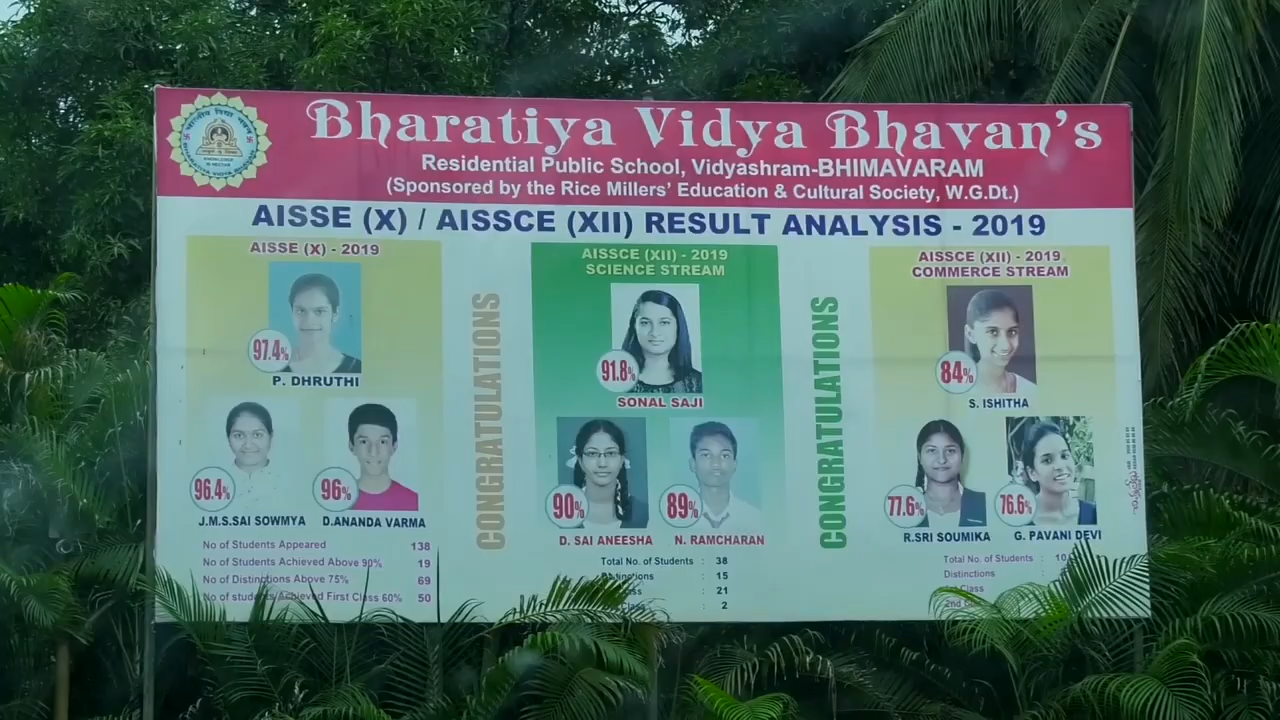 Bharatiya Vidya Bhavan's
Residential Public School, Vidyashram-BHIMAVARAM
(Sponsored by the Rice Millers' Education & Cultural Society, W.G.Dt.)
AISSE (X) / AISSCE (XII) RESULT ANALYSIS - 2019
AISSE (X) - 2019
97.4%
P. DHRUTHI
96.4%
J.M.S.SAI SOWMYA
96%
D.ANANDA VARMA
No of Students Appeared 138
No of Students Achieved Above 90% 19
No of Distinctions Above 75% 69
No of students Achieved First Class 60% 50
CONGRATULATIONS
AISSCE (XII) - 2019
SCIENCE STREAM
91.8%
SONAL SAJI
90%
D. SAI ANEESHA
89%
N. RAMCHARAN
Total No. of Students : 38
: 15
: 21
: 2
CONGRATULATIONS
AISSCE (XII) - 2019
COMMERCE STREAM
84%
S. ISHITHA
77.6%
R.SRI SOUMIKA
76.6%
G. PAVANI DEVI
Total No. of Students : 10
Distinctions
Class
2nd